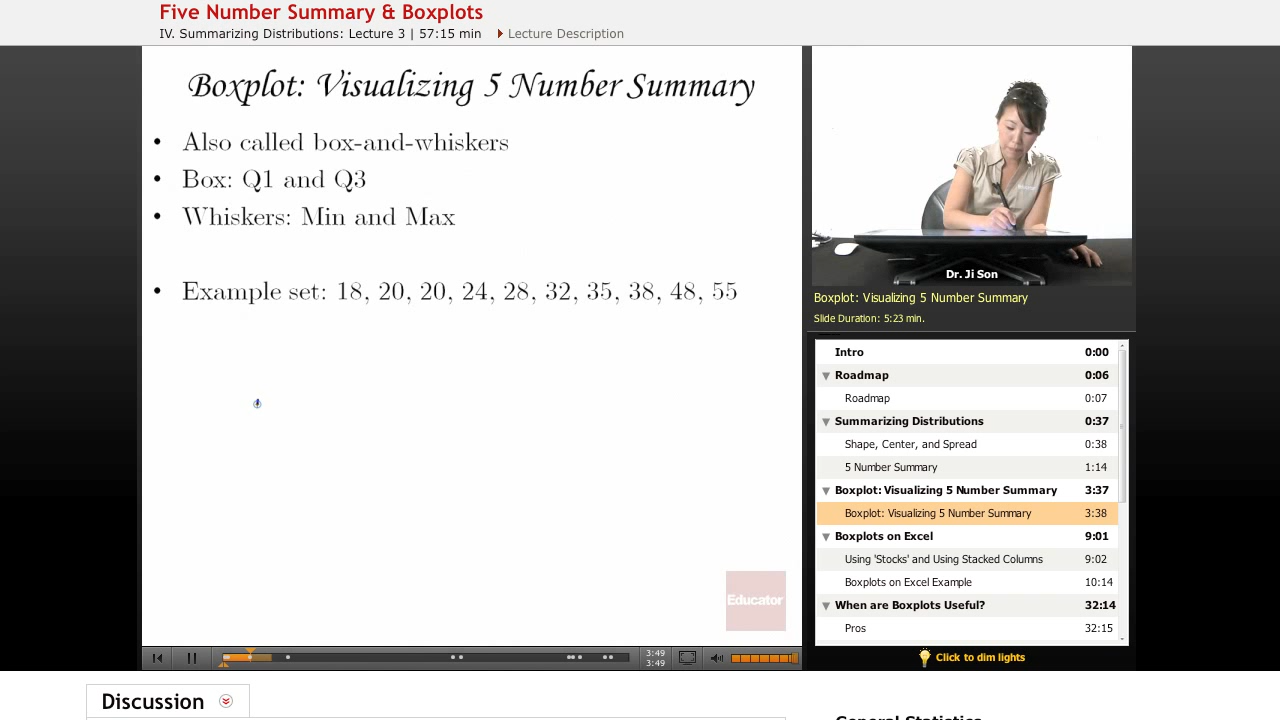 Five Number Summary & Boxplots
IV. Summarizing Distributions: Lecture 3 | 57:15 min Lecture Description
Boxplot: Visualizing 5 Number Summary
• Also called box-and-whiskers
• Box: Q1 and Q3
• Whiskers: Min and Max
• Example set: 18, 20, 20, 24, 28, 32, 35, 38, 48, 55
Educator
3:49
3:49
Dr. Ji Son
Boxplot: Visualizing 5 Number Summary
Slide Duration: 5:23 min.
Intro 0:00
Roadmap 0:06
Roadmap 0:07
Summarizing Distributions 0:37
Shape, Center, and Spread 0:38
5 Number Summary 1:14
Boxplot: Visualizing 5 Number Summary 3:37
Boxplot: Visualizing 5 Number Summary 3:38
Boxplots on Excel 9:01
Using 'Stocks' and Using Stacked Columns 9:02
Boxplots on Excel Example 10:14
When are Boxplots Useful? 32:14
Pros 32:15
Click to dim lights
Discussion
General Statistics